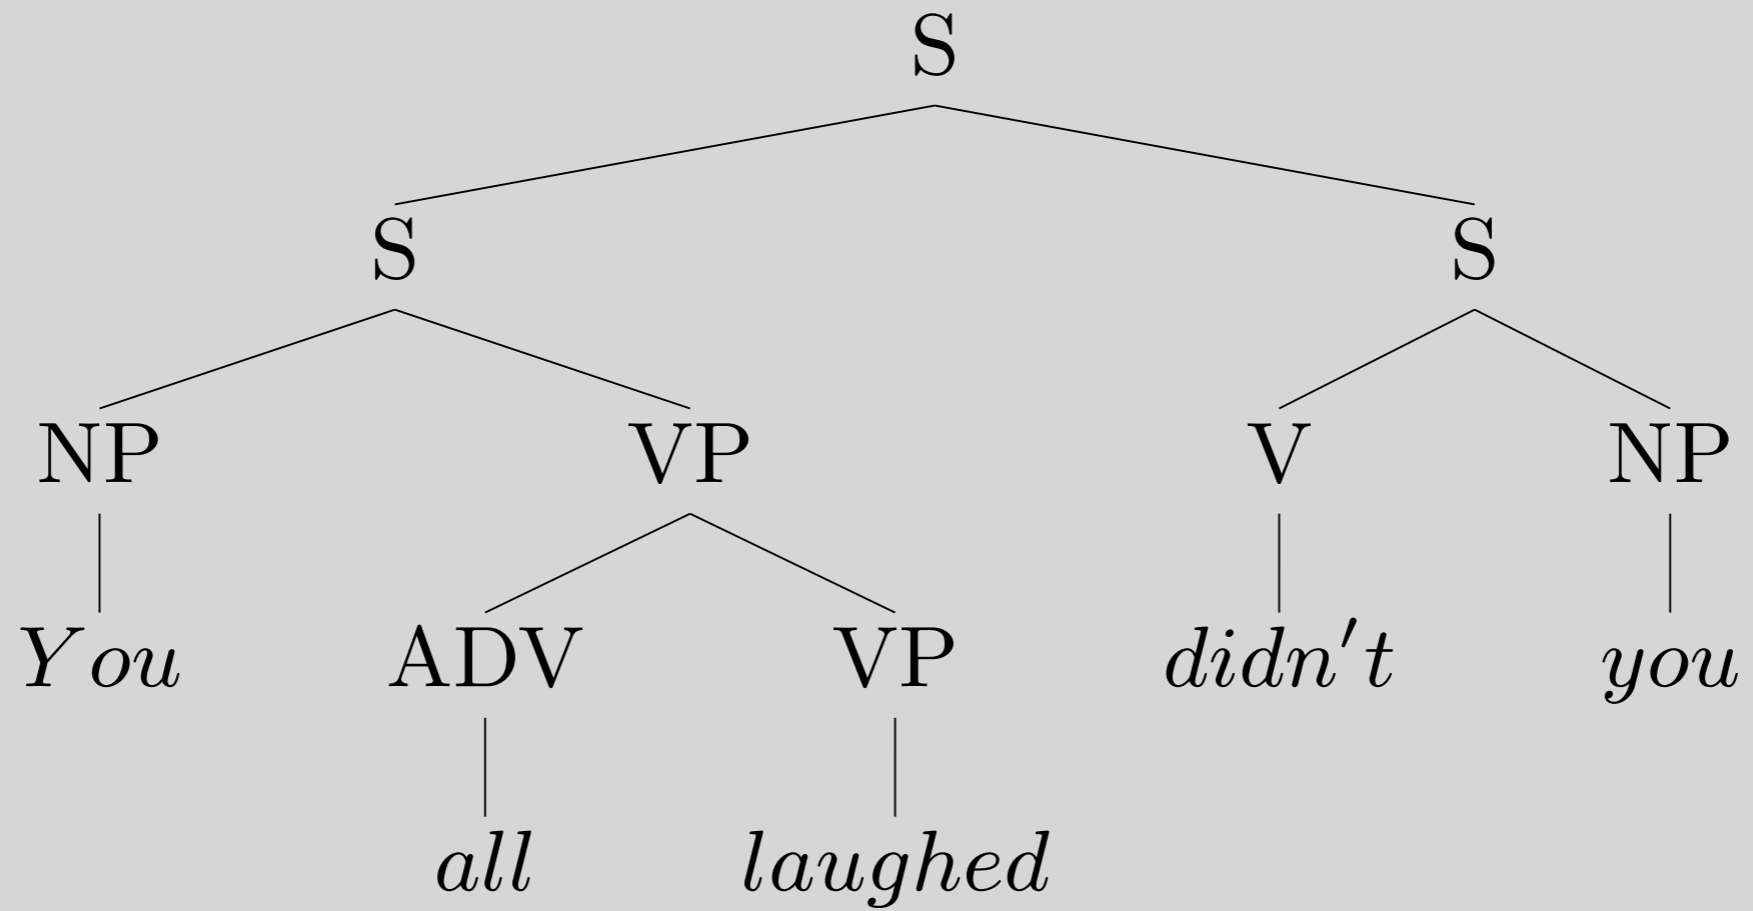 S
S S
NP VP V NP
You ADV VP didn't you
all laughed